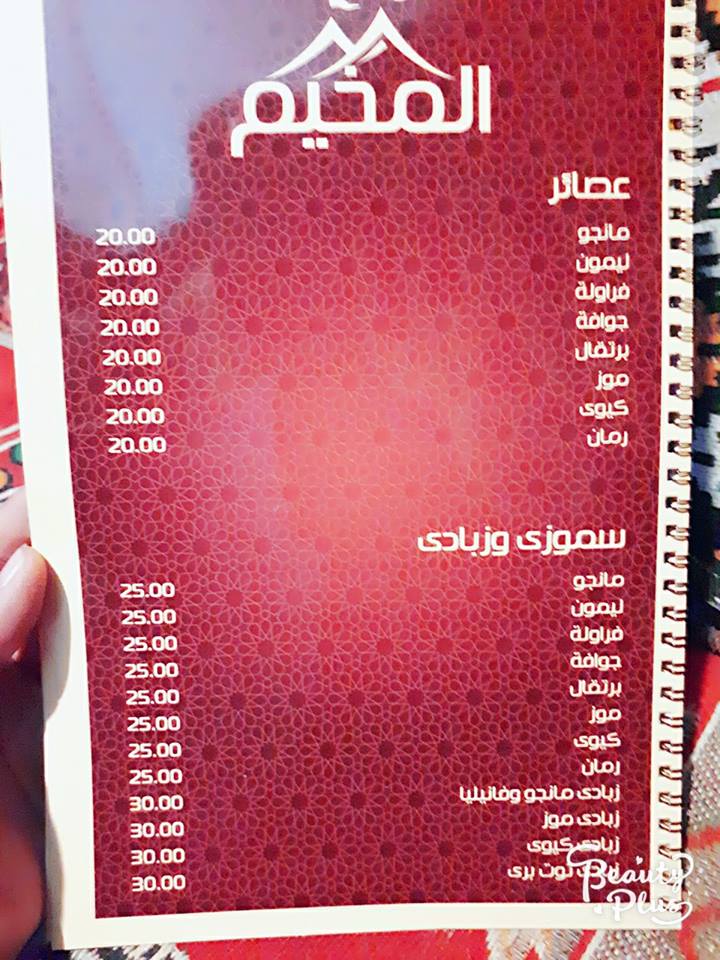 المخيم
عصائر
مانجو 20.00
ليمون 20.00
فراولة 20.00
جوافة 20.00
برتقال 20.00
موز 20.00
كيوى 20.00
رمان 20.00
سموزى وزبادى
مانجو 25.00
ليمون 25.00
فراولة 25.00
جوافة 25.00
برتقال 25.00
موز 25.00
كيوى 25.00
رمان 25.00
زبادى مانجو وفانيليا 30.00
زبادى موز 30.00
زبادى كيوى 30.00
زبادى توت برى 30.00
Beauty
Plus